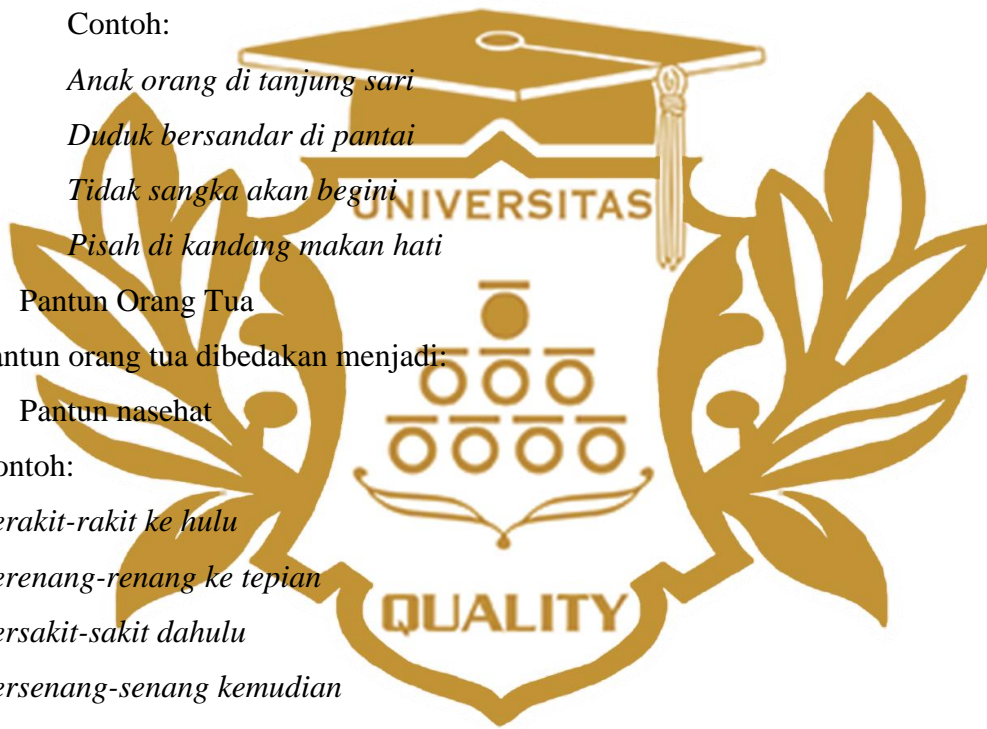 Contoh:
Anak orang di tanjung sari
Duduk bersandar di pantai
Tidak sangka akan begini
UNIVERSITAS
Pisah di kandang makan hati
Pantun Orang Tua
antun orang tua dibedakan menjadi:
Pantun nasehat
ontoh:
erakit-rakit ke hulu
erenang-renang ke tepian
QUALITY
ersakit-sakit dahulu
ersenang-senang kemudian